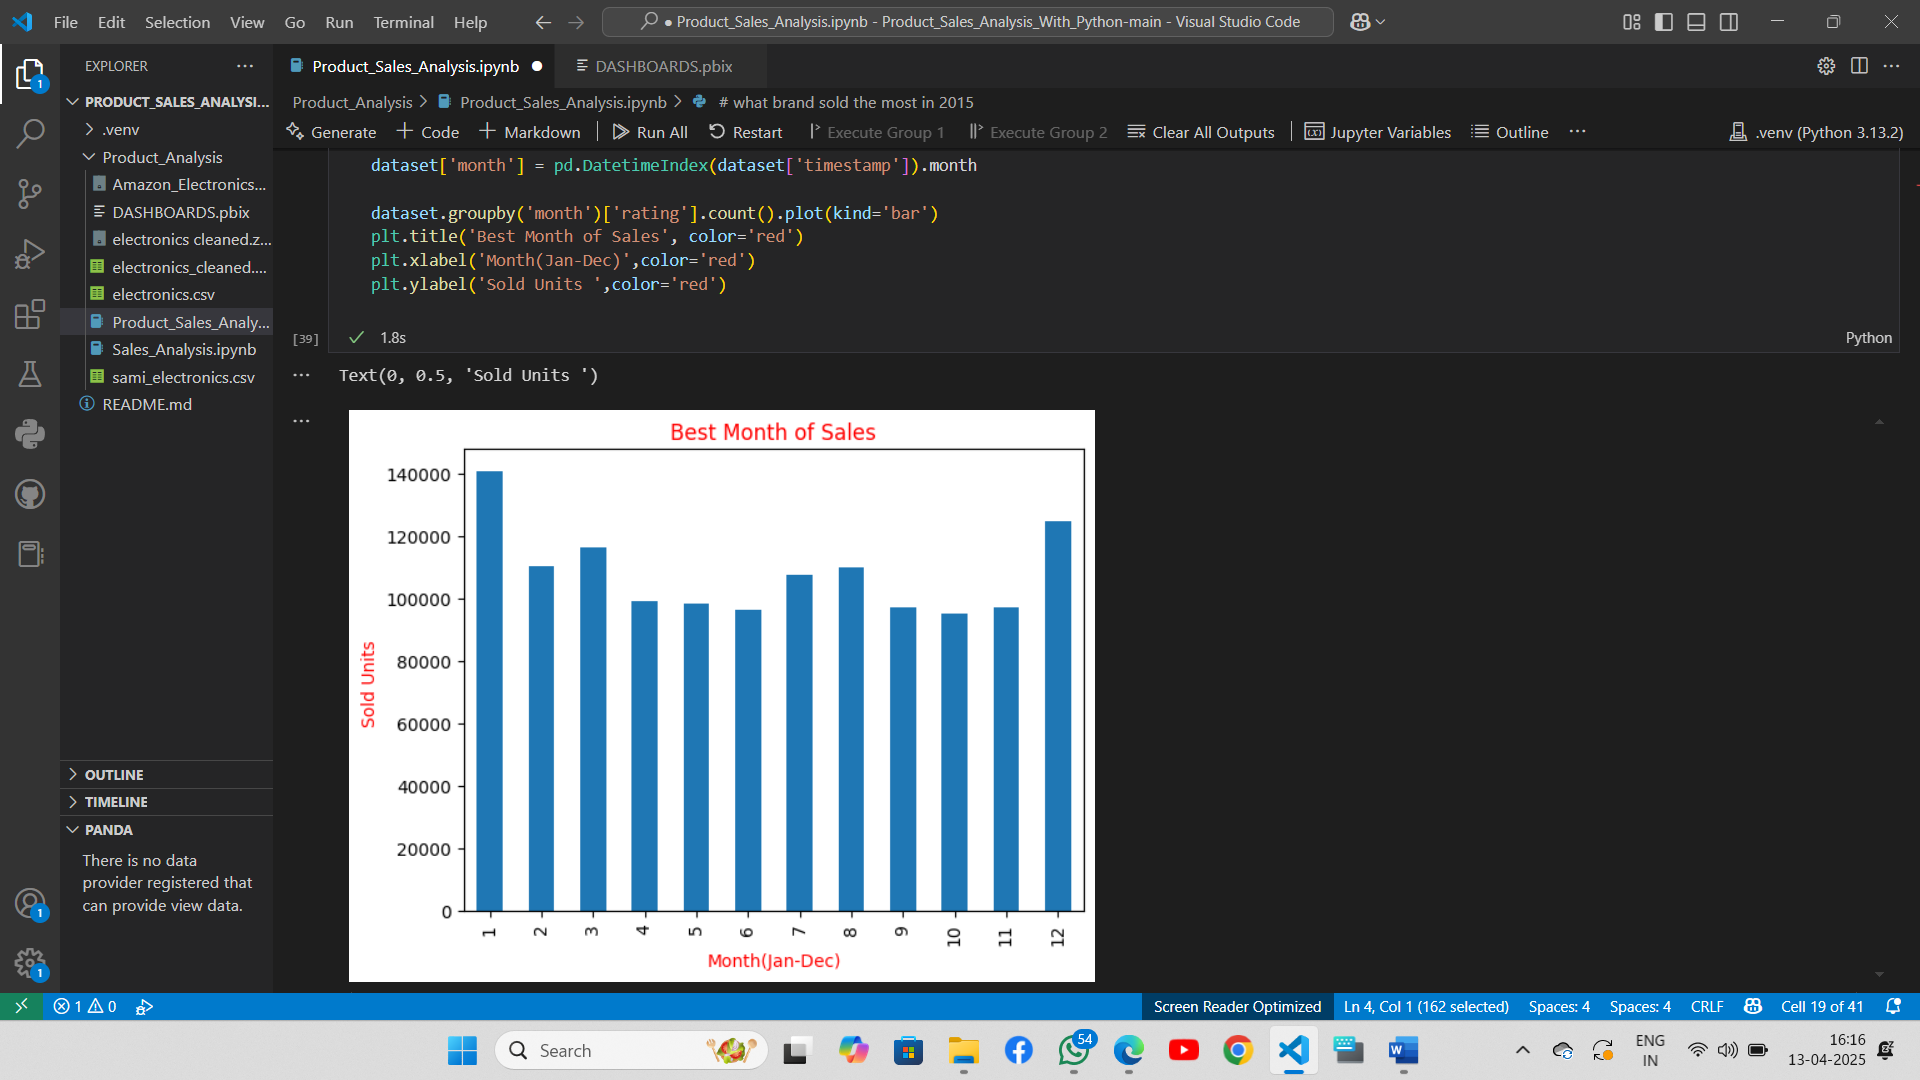 File Edit Selection View Go Run Terminal Help
● Product_Sales_Analysis.ipynb - Product_Sales_Analysis_With_Python-main - Visual Studio Code
EXPLORER
PRODUCT_SALES_ANALYSI...
.venv
Product_Analysis
Amazon_Electronics...
DASHBOARDS.pbix
electronics cleaned.z...
electronics_cleaned....
electronics.csv
Product_Sales_Analy...
Sales_Analysis.ipynb
sami_electronics.csv
README.md
OUTLINE
TIMELINE
PANDA
There is no data
provider registered that
can provide view data.
1
1
1
Product_Sales_Analysis.ipynb ●
DASHBOARDS.pbix
Product_Analysis > Product_Sales_Analysis.ipynb > # what brand sold the most in 2015
Generate + Code + Markdown Run All Restart Execute Group 1 Execute Group 2 Clear All Outputs Jupyter Variables Outline ... .venv (Python 3.13.2)
dataset['month'] = pd.DatetimeIndex(dataset['timestamp']).month
dataset.groupby('month')['rating'].count().plot(kind='bar')
plt.title('Best Month of Sales', color='red')
plt.xlabel('Month(Jan-Dec)',color='red')
plt.ylabel('Sold Units ',color='red')
[39] 1.8s Python
Text(0, 0.5, 'Sold Units ')
Best Month of Sales
140000
120000
100000
80000
60000
40000
20000
0
Sold Units
1 2 3 4 5 6 7 8 9 10 11 12
Month(Jan-Dec)
1 0 Screen Reader Optimized Ln 4, Col 1 (162 selected) Spaces: 4 Spaces: 4 CRLF Cell 19 of 41
Search
54
ENG
IN
16:16
13-04-2025